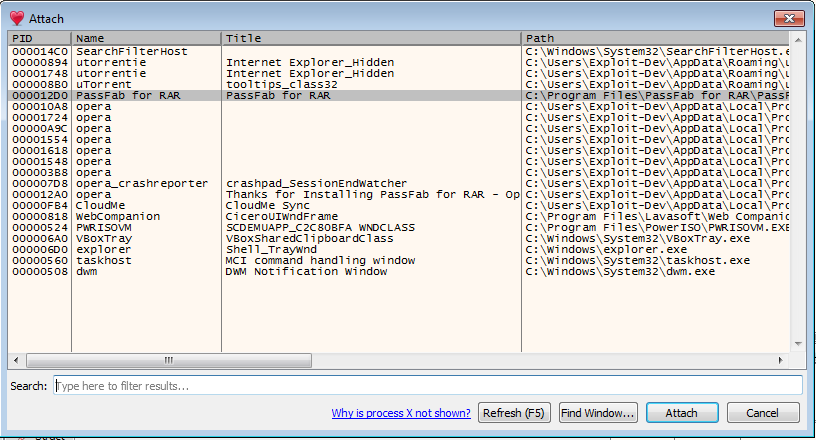 Attach
PID Name Title Path
000014C0 SearchFilterHost C:\Windows\System32\SearchFilterHost.e
00000894 utorrentie Internet Explorer_Hidden C:\Users\Exploit-Dev\AppData\Roaming\u
00001748 utorrentie Internet Explorer_Hidden C:\Users\Exploit-Dev\AppData\Roaming\u
000008B0 uTorrent tooltips_class32 C:\Users\Exploit-Dev\AppData\Roaming\u
000012D0 PassFab for RAR PassFab for RAR C:\Program Files\PassFab for RAR\PassF
000010A8 opera C:\Users\Exploit-Dev\AppData\Local\Pro
00001724 opera C:\Users\Exploit-Dev\AppData\Local\Pro
00000A9C opera C:\Users\Exploit-Dev\AppData\Local\Pro
00001554 opera C:\Users\Exploit-Dev\AppData\Local\Pro
00001618 opera C:\Users\Exploit-Dev\AppData\Local\Pro
00001548 opera C:\Users\Exploit-Dev\AppData\Local\Pro
000003B8 opera C:\Users\Exploit-Dev\AppData\Local\Pro
000007D8 opera_crashreporter crashpad_SessionEndWatcher C:\Users\Exploit-Dev\AppData\Local\Pro
000012A0 opera Thanks for Installing PassFab for RAR - Op C:\Users\Exploit-Dev\AppData\Local\Pro
00000FB4 CloudMe CloudMe Sync C:\Users\Exploit-Dev\AppData\Local\Pro
00000818 WebCompanion CiceroUIWndFrame C:\Program Files\Lavasoft\Web Companio
00000524 PWRISOVM SCDEMUAPP_C2C80BFA WNDCLASS C:\Program Files\PowerISO\PWRISOVM.EXE
000006A0 VBoxTray VBoxSharedClipboardClass C:\Windows\System32\VBoxTray.exe
000006D0 explorer Shell_TrayWnd C:\Windows\explorer.exe
00000560 taskhost MCI command handling window C:\Windows\System32\taskhost.exe
00000508 dwm DWM Notification Window C:\Windows\System32\dwm.exe
Search: Type here to filter results...
Why is process X not shown? Refresh (F5) Find Window... Attach Cancel